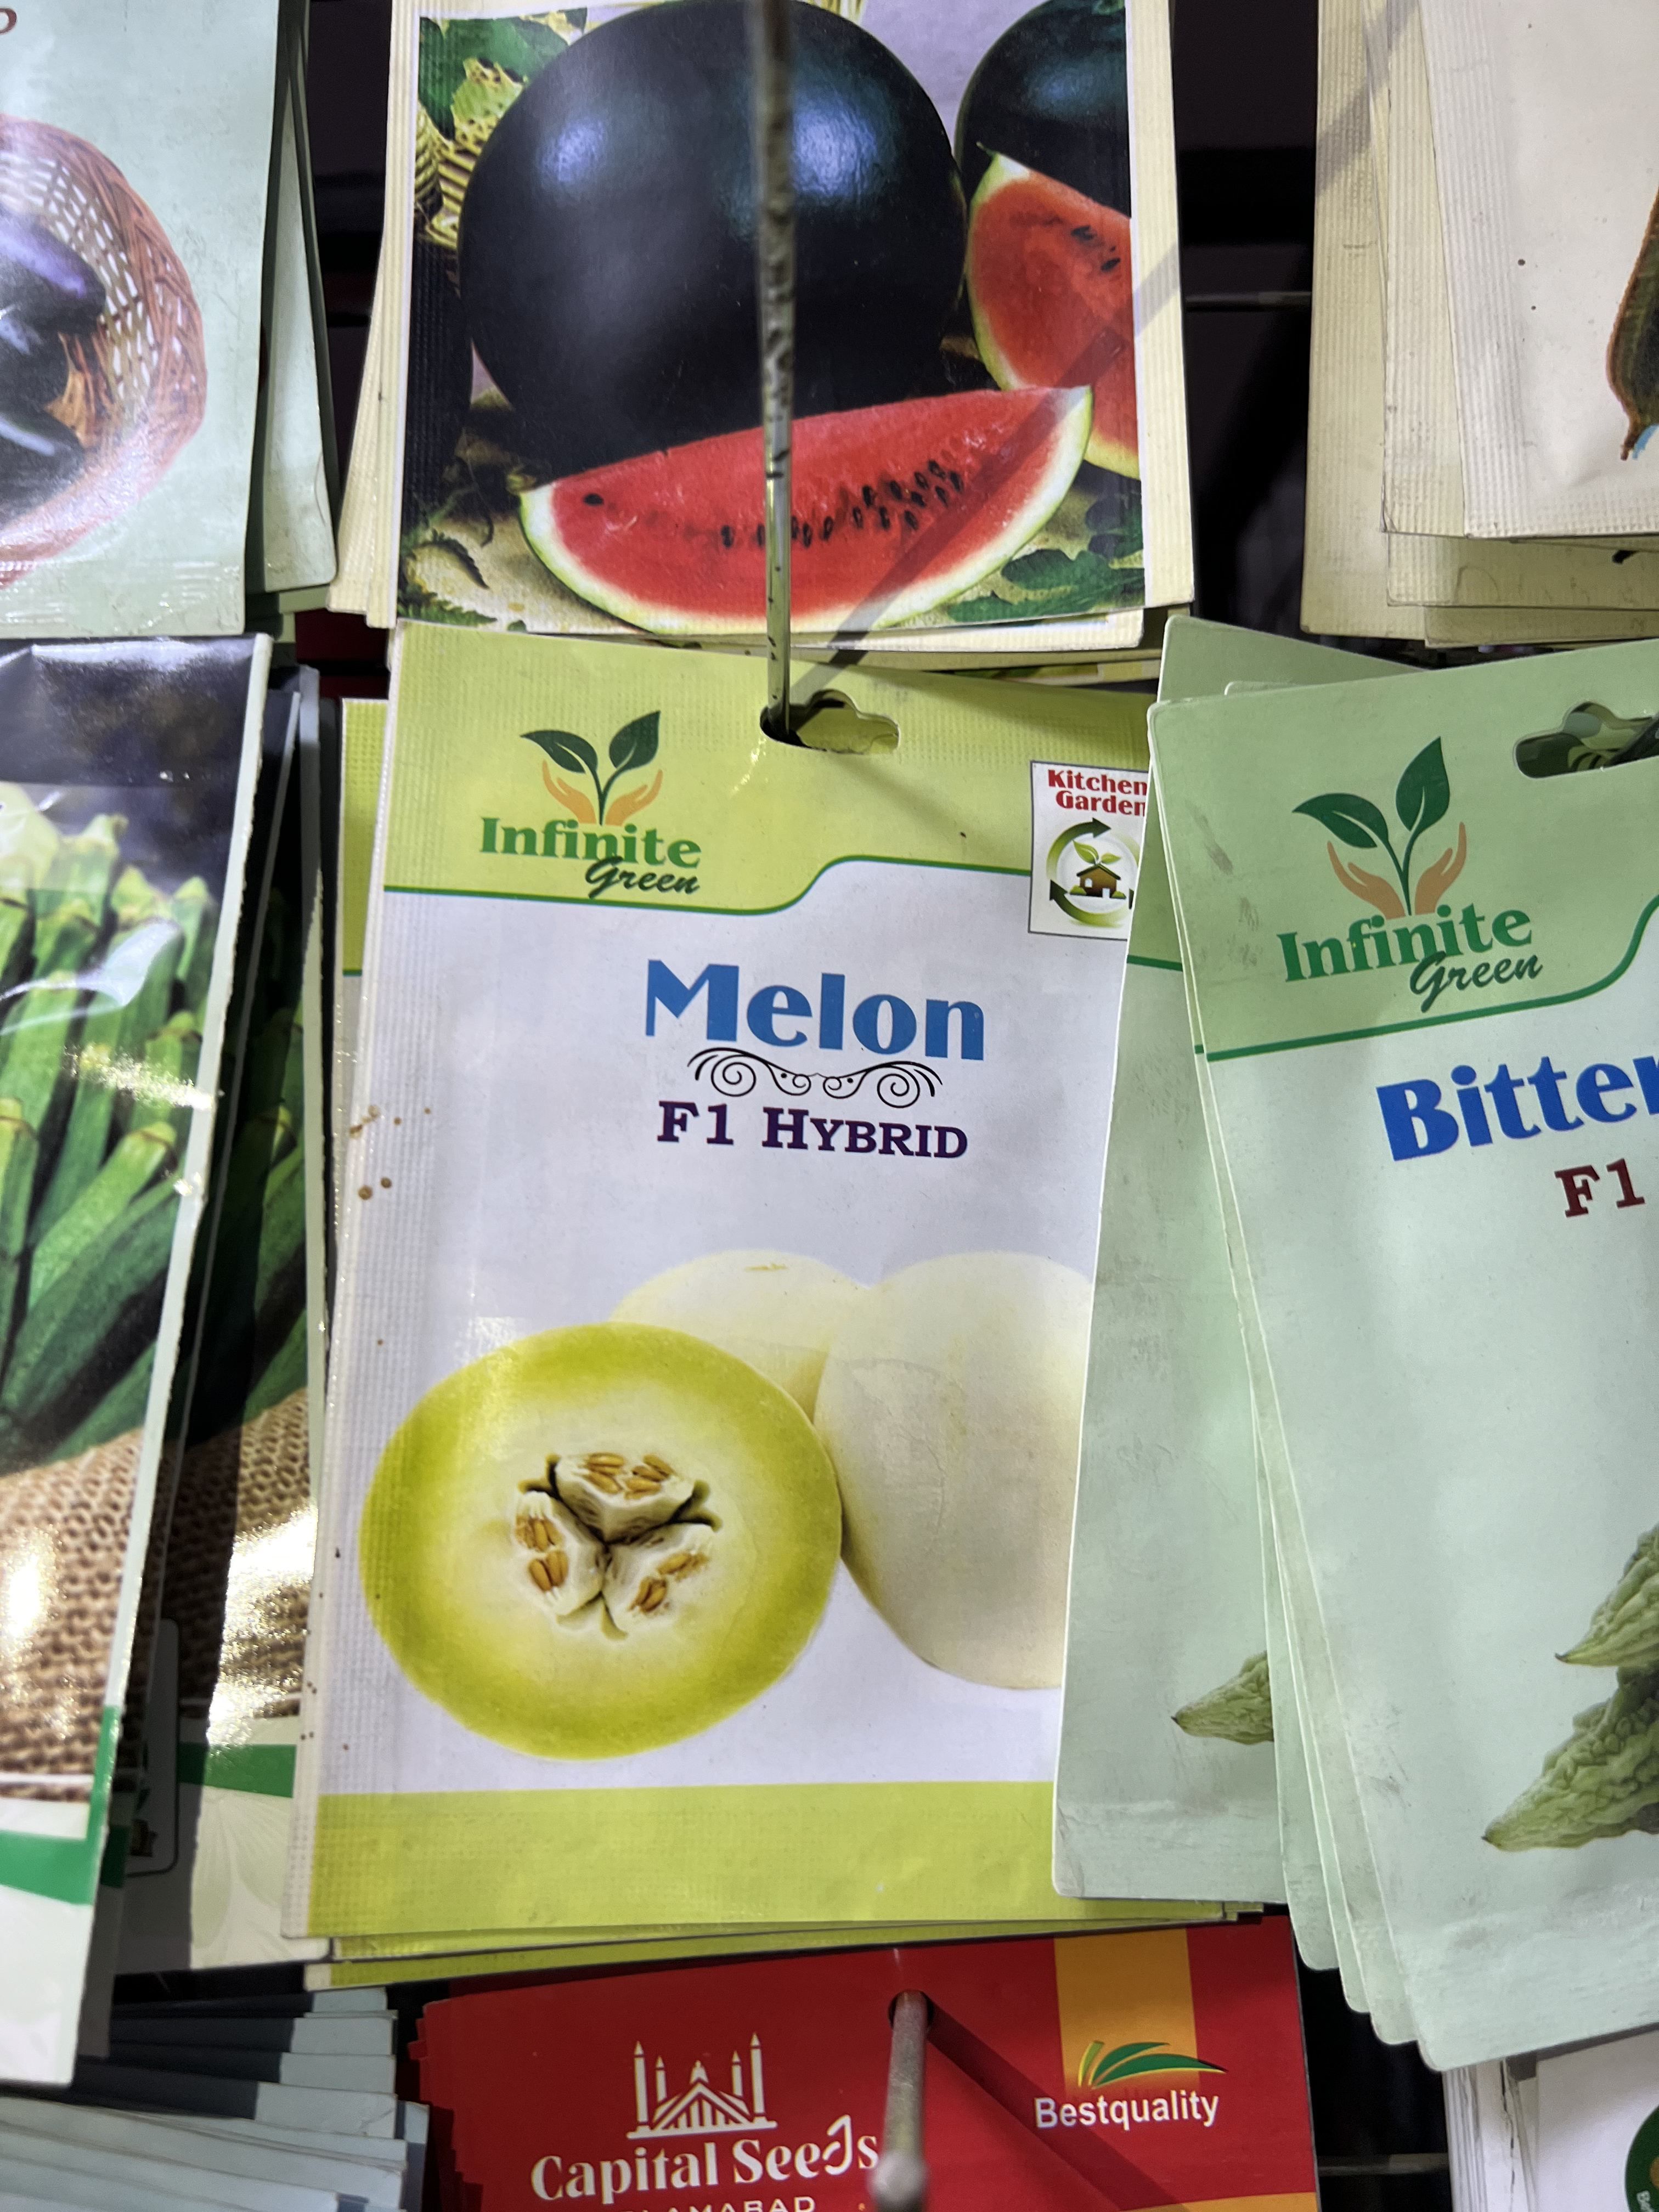 Infinite
Green
Kitchen
Garden
Melon
F1 HYBRID
Infinite
Green
Bitter
F1
Capital Seeds
Bestquality